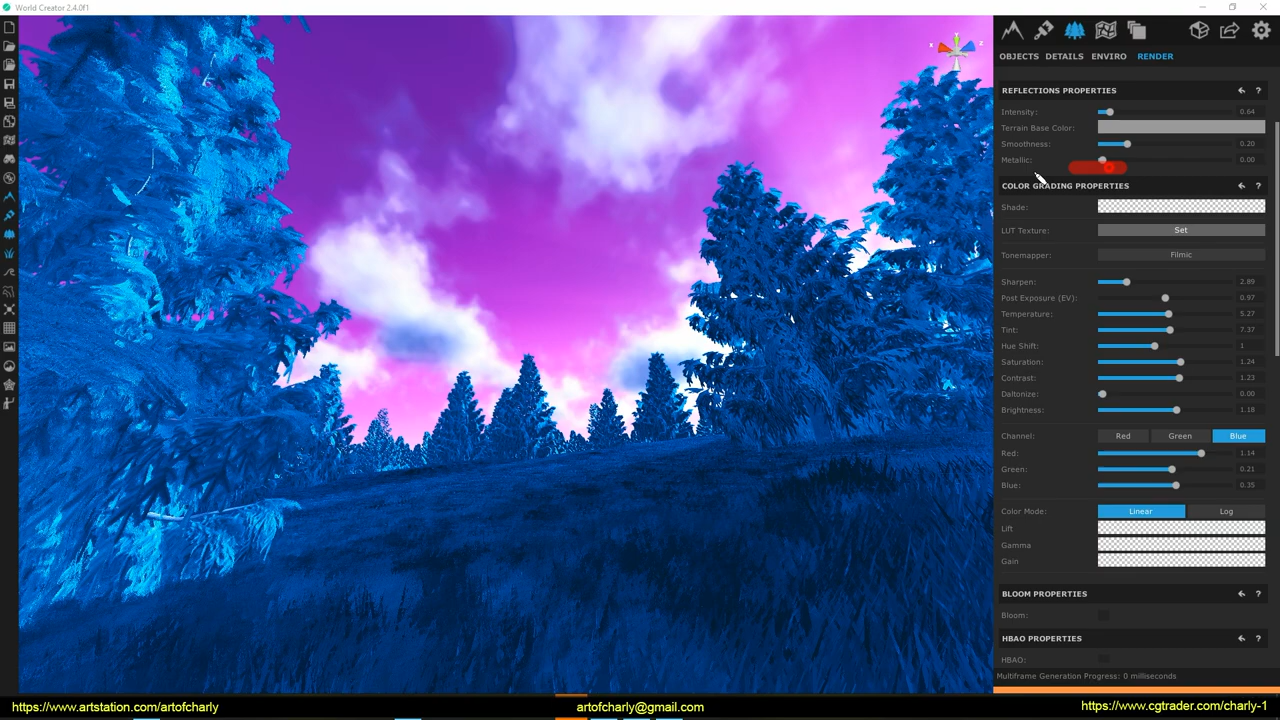 World Creator 2.4.0f1
X
Y
Z
OBJECTS DETAILS ENVIRO RENDER
REFLECTIONS PROPERTIES ?
Intensity: 0.64
Terrain Base Color:
Smoothness: 0.20
Metallic: 0.00
COLOR GRADING PROPERTIES ?
Shade:
LUT Texture: Set
Tonemapper: Filmic
Sharpen: 2.89
Post Exposure (EV): 0.97
Temperature: 5.27
Tint: 7.37
Hue Shift: 1
Saturation: 1.24
Contrast: 1.23
Daltonize: 0.00
Brightness: 1.18
Channel: Red Green Blue
Red: 1.14
Green: 0.21
Blue: 0.35
Color Mode: Linear Log
Lift
Gamma
Gain
BLOOM PROPERTIES ?
Bloom:
HBAO PROPERTIES ?
HBAO:
Multiframe Generation Progress: 0 milliseconds
https://www.artstation.com/artofcharly artofcharly@gmail.com https://www.cgtrader.com/charly-1